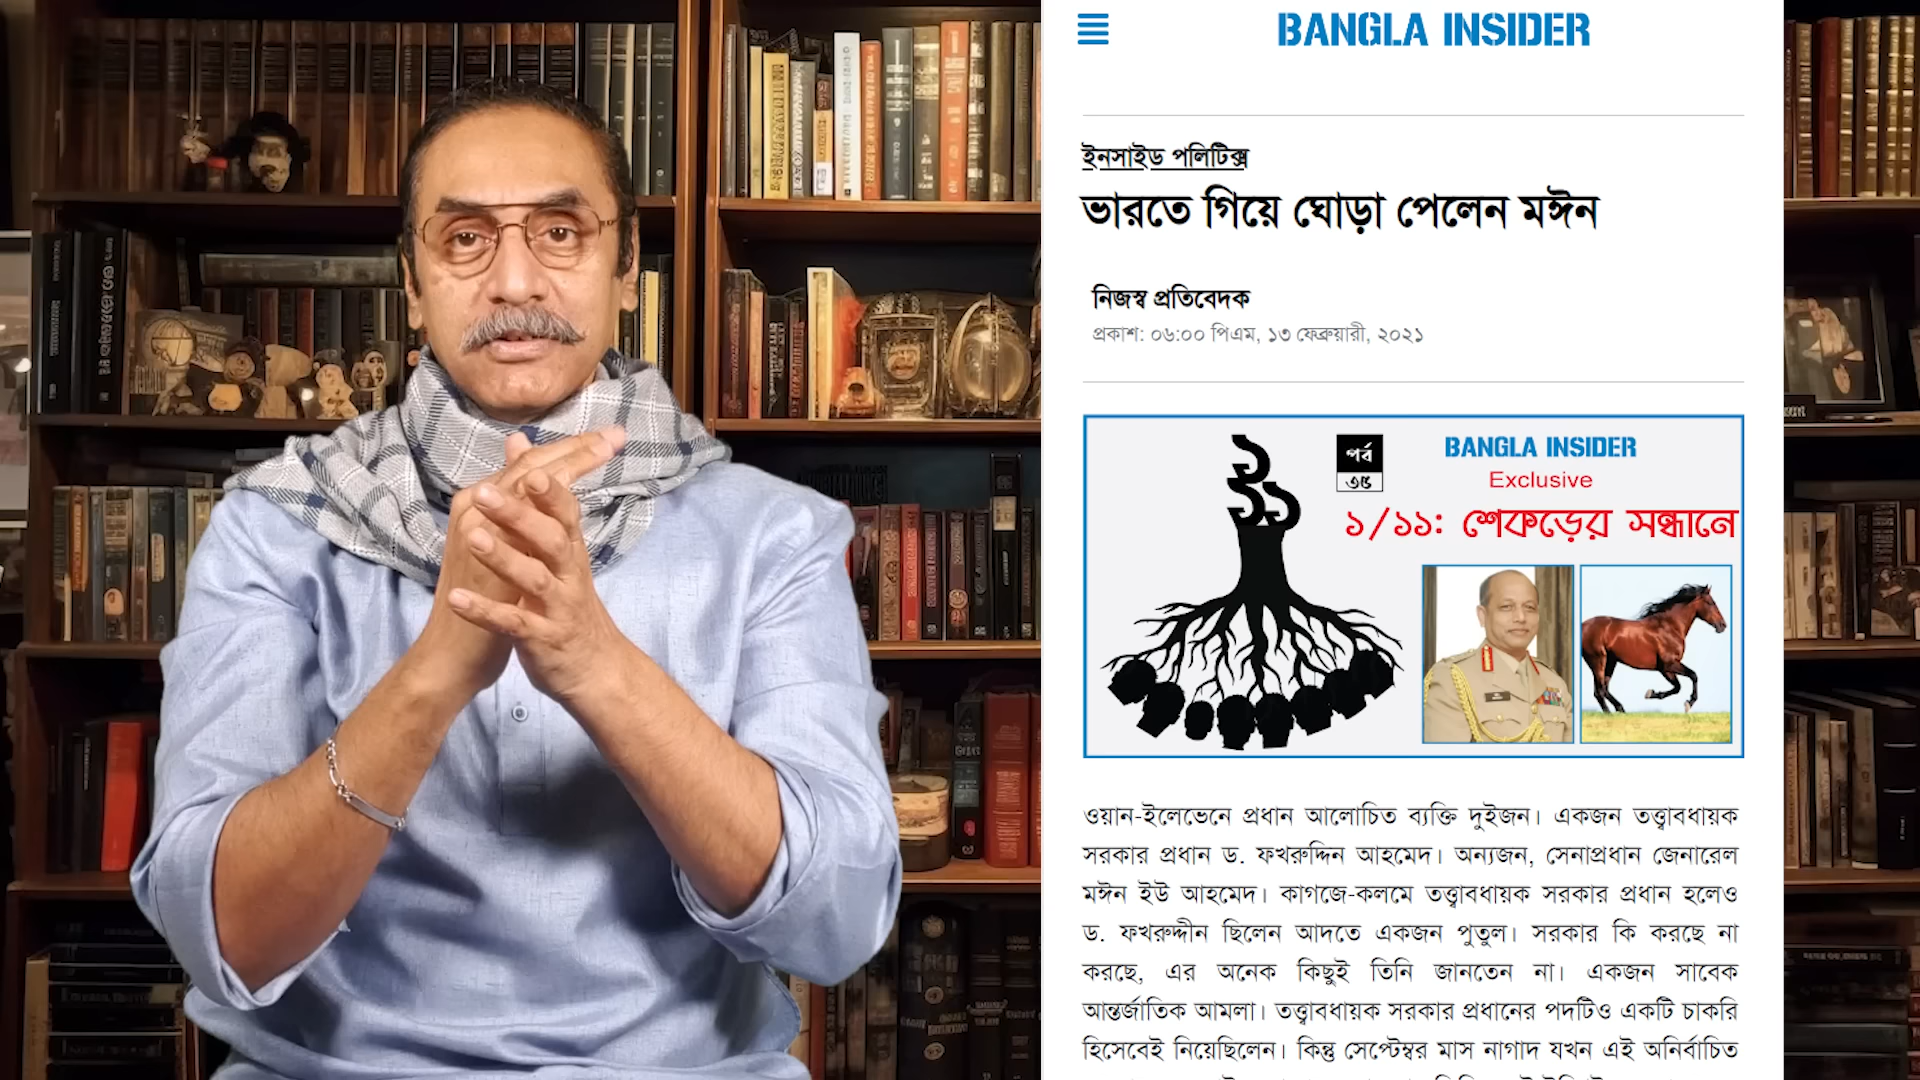 BANGLA INSIDER
ইনসাইড পলিটিক্স
ভারতে গিয়ে ঘোড়া পেলেন মঈন
নিজস্ব প্রতিবেদক
প্রকাশ: ০৬:০০ পিএম, ১৩ ফেব্রুয়ারী, ২০২১
১
১১
পর্ব
৩৫
BANGLA INSIDER
Exclusive
১/১১: শেকড়ের সন্ধানে
ওয়ান-ইলেভেনে প্রধান আলোচিত ব্যক্তি দুইজন। একজন তত্ত্বাবধায়ক
সরকার প্রধান ড. ফখরুদ্দিন আহমেদ। অন্যজন, সেনাপ্রধান জেনারেল
মঈন ইউ আহমেদ। কাগজে-কলমে তত্ত্বাবধায়ক সরকার প্রধান হলেও
ড. ফখরুদ্দীন ছিলেন আদতে একজন পুতুল। সরকার কি করছে না
করছে, এর অনেক কিছুই তিনি জানতেন না। একজন সাবেক
আন্তর্জাতিক আমলা। তত্ত্বাবধায়ক সরকার প্রধানের পদটিও একটি চাকরি
হিসেবেই নিয়েছিলেন। কিন্তু সেপ্টেম্বর মাস নাগাদ যখন এই অনির্বাচিত